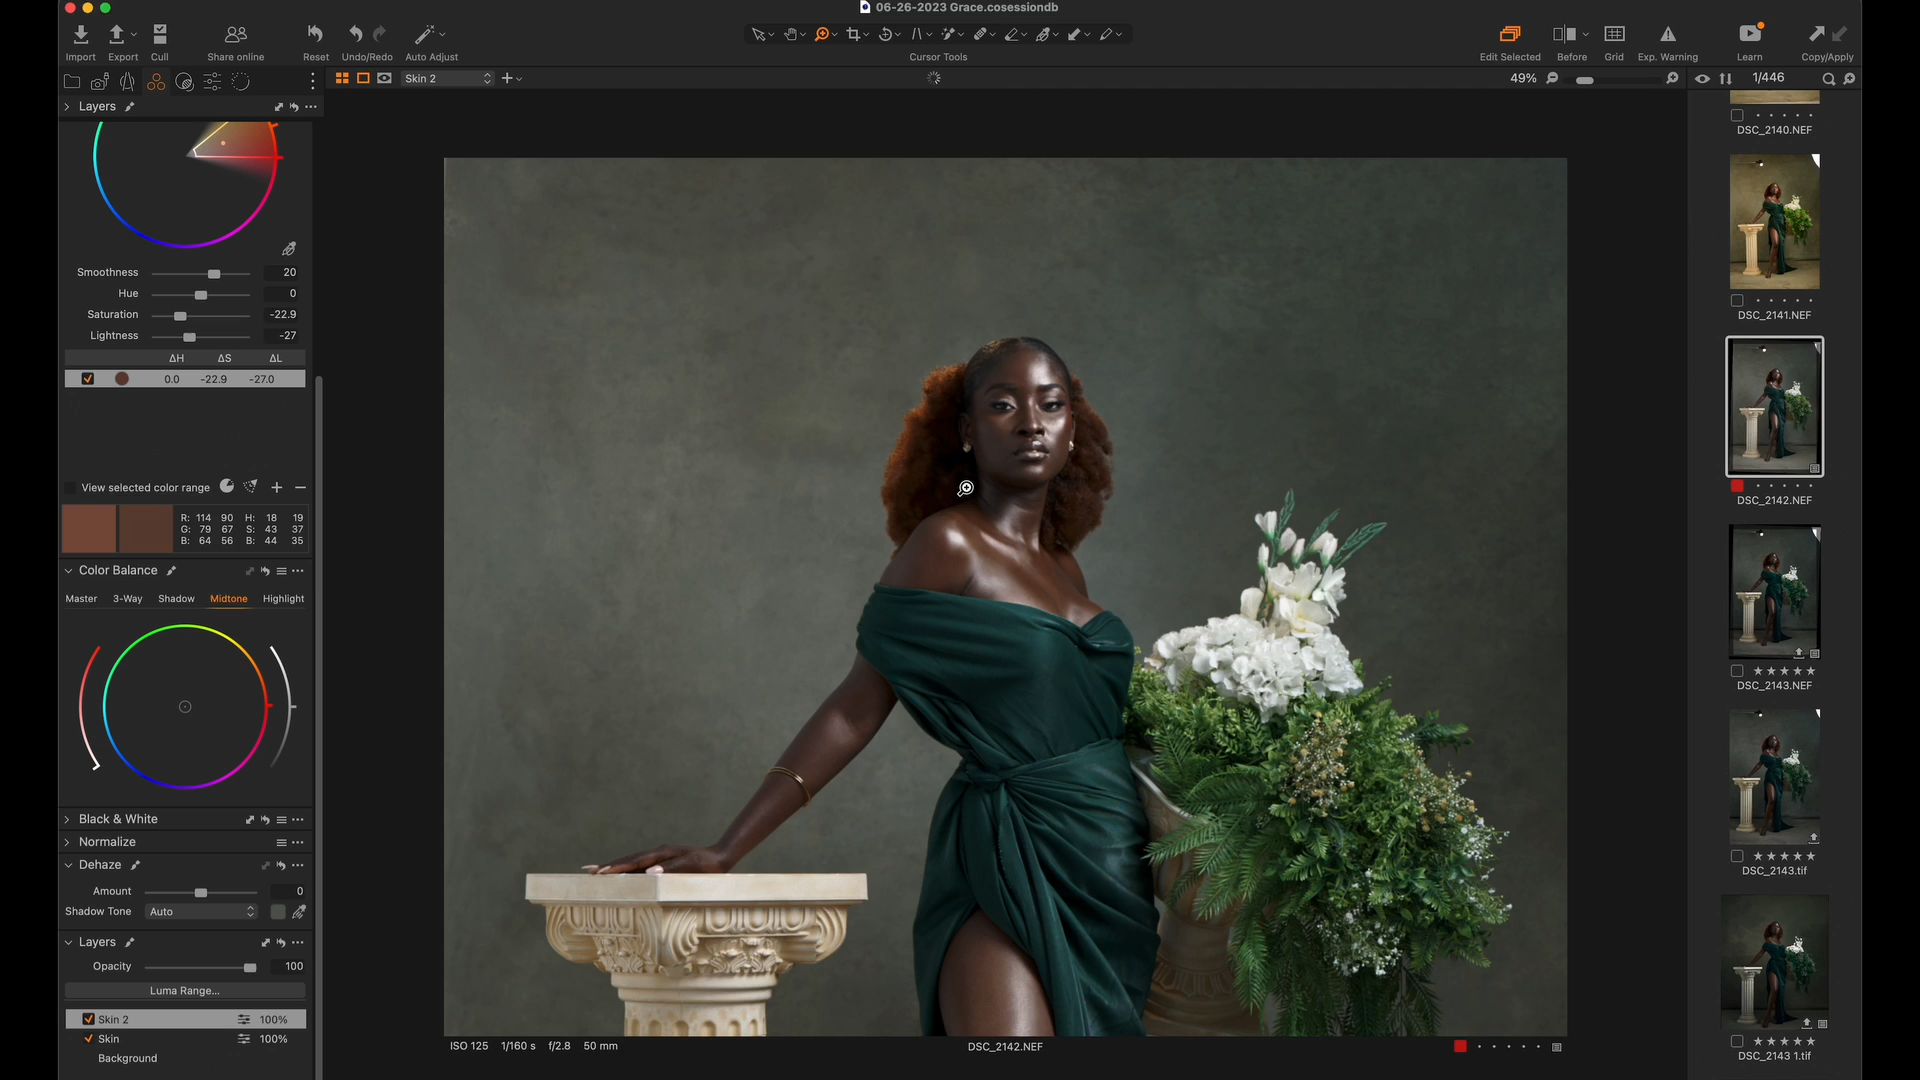 06-26-2023 Grace.cosessiondb
Import
Export
Cull
Share online
Reset
Undo/Redo
Auto Adjust
Cursor Tools
Edit Selected
Before
Grid
Exp. Warning
Learn
Copy/Apply
Skin 2
49%
1/446
Layers
Smoothness 20
Hue 0
Saturation -22.9
Lightness -27
ΔH ΔS ΔL
0.0 -22.9 -27.0
View selected color range
R: 114 90 H: 18 19
G: 79 67 S: 43 37
B: 64 56 B: 44 35
Color Balance
Master 3-Way Shadow Midtone Highlight
Black & White
Normalize
Dehaze
Amount 0
Shadow Tone Auto
Layers
Opacity 100
Luma Range...
Skin 2 100%
Skin 100%
Background
ISO 125 1/160 s f/2.8 50 mm
DSC_2142.NEF
DSC_2140.NEF
DSC_2141.NEF
DSC_2142.NEF
DSC_2143.NEF
DSC_2143.tif
DSC_2143 1.tif